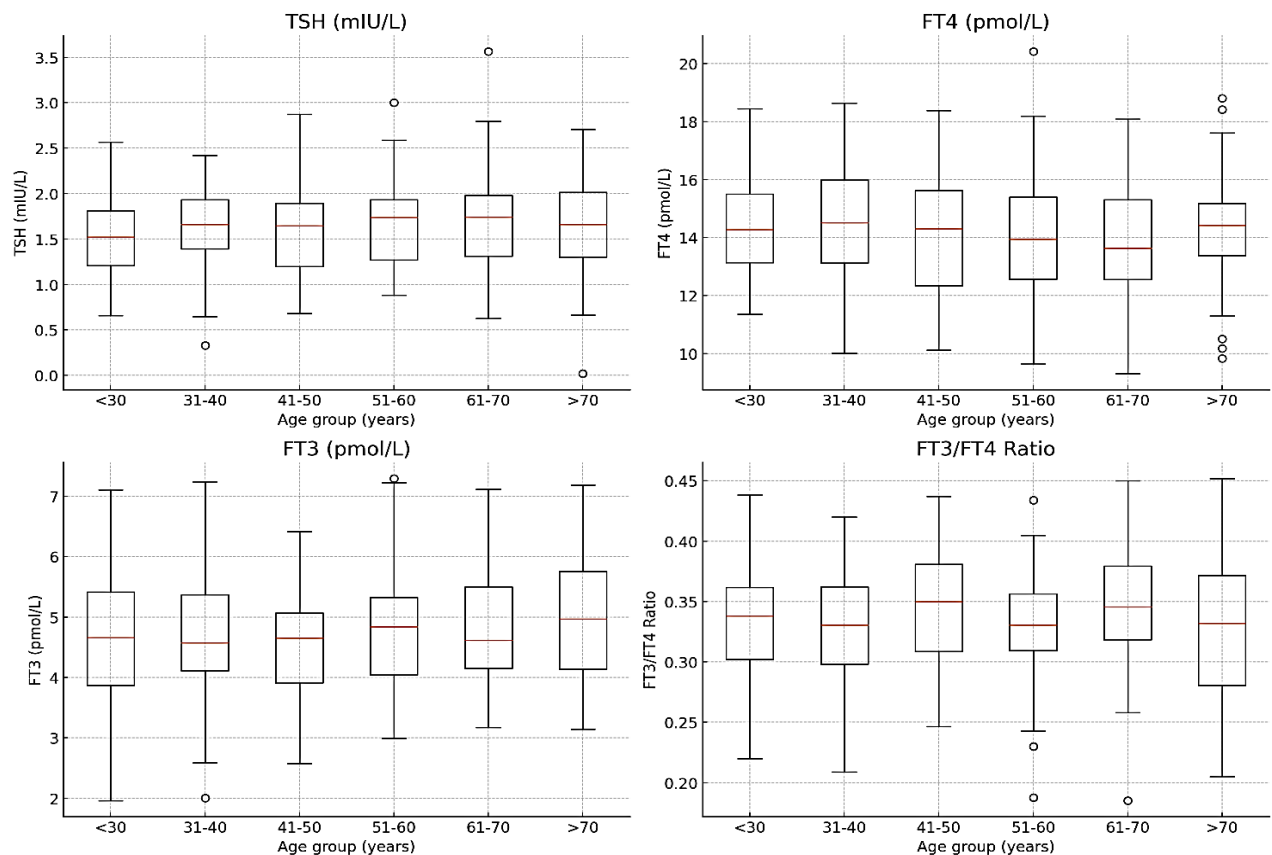 TSH (mIU/L)
TSH (mIU/L)
3.5
3.0
2.5
2.0
1.5
1.0
0.5
0.0
<30 31-40 41-50 51-60 61-70 >70
Age group (years)
FT4 (pmol/L)
FT4 (pmol/L)
20
18
16
14
12
10
<30 31-40 41-50 51-60 61-70 >70
Age group (years)
FT3 (pmol/L)
FT3 (pmol/L)
7
6
5
4
3
2
<30 31-40 41-50 51-60 61-70 >70
Age group (years)
FT3/FT4 Ratio
FT3/FT4 Ratio
0.45
0.40
0.35
0.30
0.25
0.20
<30 31-40 41-50 51-60 61-70 >70
Age group (years)